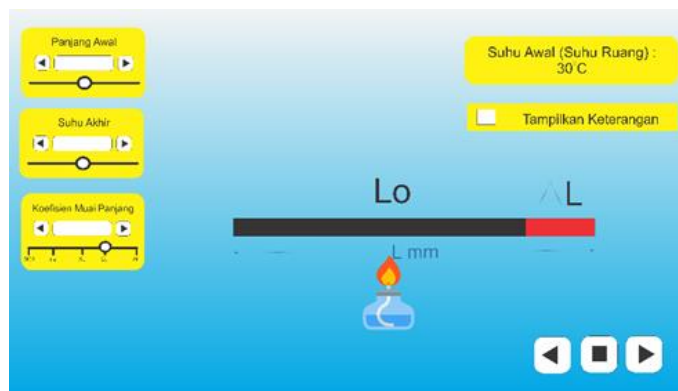 Panjang Awal
Suhu Akhir
Koefisien Muai Panjang
Suhu Awal (Suhu Ruang) :
30°C
Tampilkan Keterangan
Lo
△L
L mm